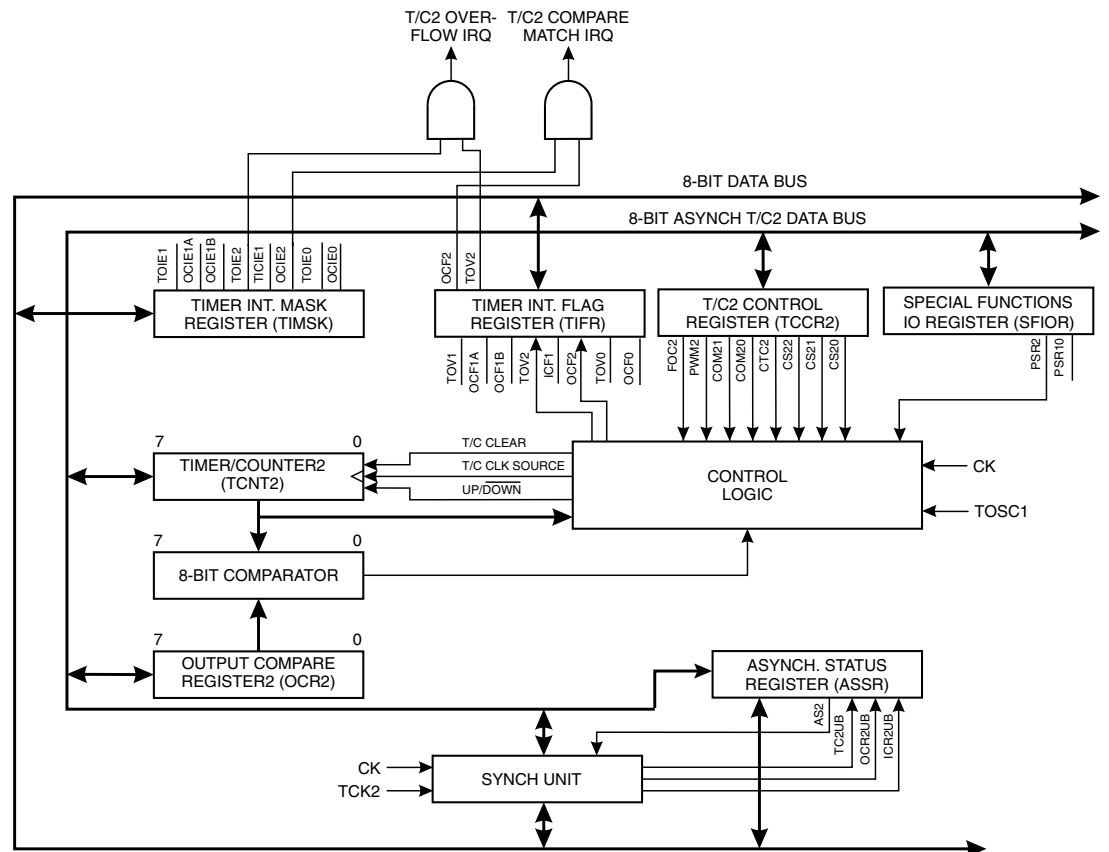 T/C2 OVER-
FLOW IRQ
T/C2 COMPARE
MATCH IRQ
8-BIT DATA BUS
8-BIT ASYNCH T/C2 DATA BUS
TOIE1
OCIE1A
OCIE1B
TOIE2
TICIE1
OCIE2
TOIE0
OCIE0
OCF2
TOV2
TIMER INT. MASK
REGISTER (TIMSK)
TIMER INT. FLAG
REGISTER (TIFR)
T/C2 CONTROL
REGISTER (TCCR2)
SPECIAL FUNCTIONS
IO REGISTER (SFIOR)
TOV1
OCF1A
OCF1B
TOV2
ICF1
OCF2
TOV0
OCF0
FOC2
PWM2
COM21
COM20
CTC2
CS22
CS21
CS20
PSR2
PSR10
7 0
TIMER/COUNTER2
(TCNT2)
T/C CLEAR
T/C CLK SOURCE
UP/DOWN
CONTROL
LOGIC
CK
TOSC1
7 0
8-BIT COMPARATOR
7 0
OUTPUT COMPARE
REGISTER2 (OCR2)
ASYNCH. STATUS
REGISTER (ASSR)
AS2
TC2UB
OCR2UB
ICR2UB
CK
TCK2
SYNCH UNIT